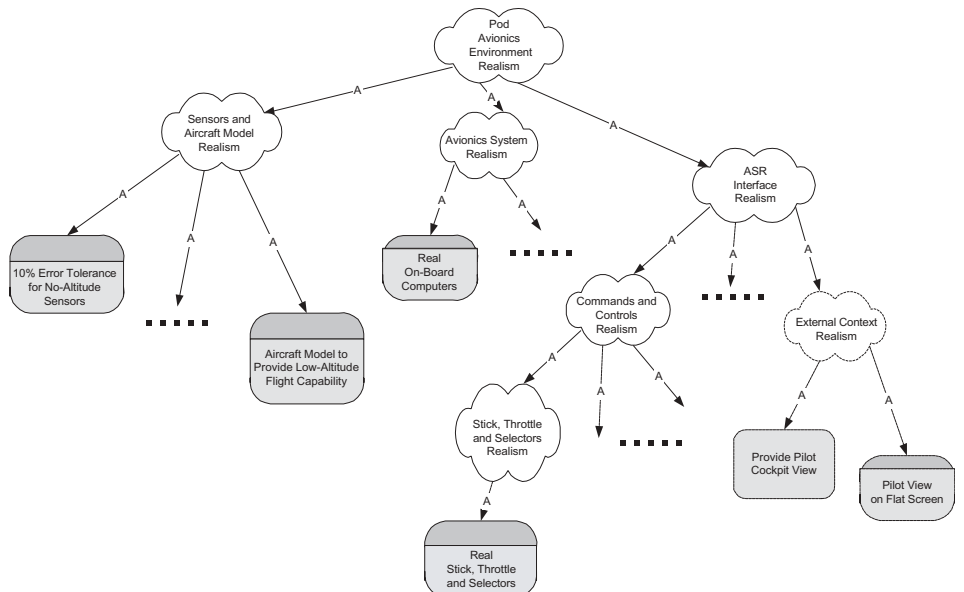 Pod
Avionics
Environment
Realism
A
A
A
Sensors and
Aircraft Model
Realism
Avionics System
Realism
ASR
Interface
Realism
A
A
A
A
A
A
A
A
10% Error Tolerance
for No-Altitude
Sensors
Real
On-Board
Computers
Commands and
Controls
Realism
External Context
Realism
Aircraft Model to
Provide Low-Altitude
Flight Capability
A
A
A
A
A
Stick, Throttle
and Selectors
Realism
Provide Pilot
Cockpit View
Pilot View
on Flat Screen
A
Real
Stick, Throttle
and Selectors